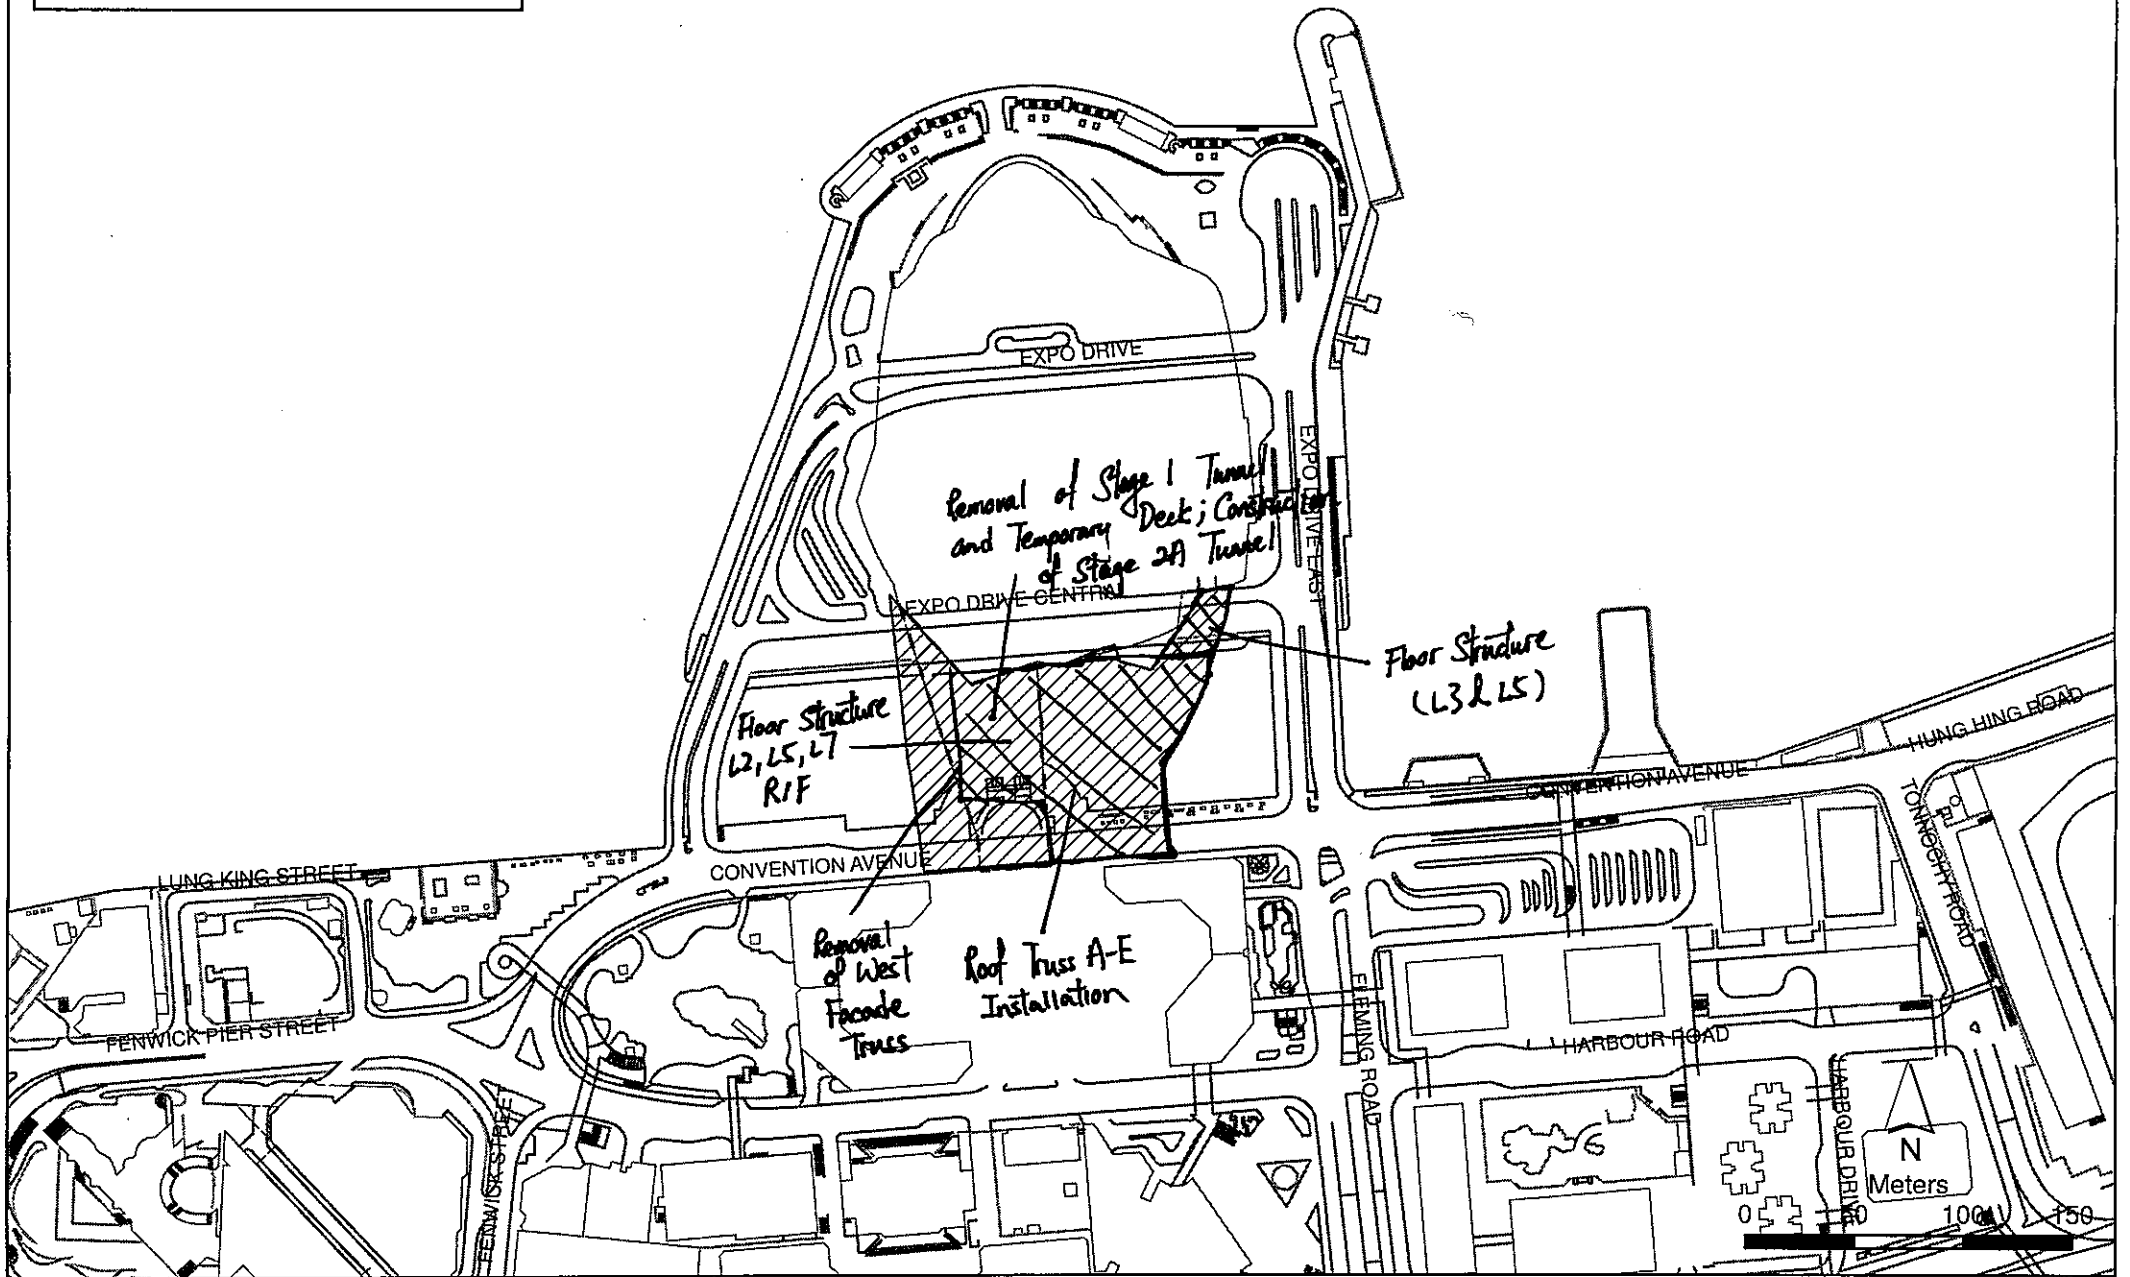 EXPO DRIVE
EXPO DRIVE EAST
Removal of Stage 1 Tunnel
and Temporary Deck; Construction
of Stage 2A Tunnel
EXPO DRIVE CENTRAL
Floor Structure
(L3 & L5)
Floor Structure
L2, L5, L7
R/F
HUNG HING ROAD
CONVENTION AVENUE
TONNOCHY ROAD
CONVENTION AVENUE
LUNG KING STREET
Removal
of West
Facade
Truss
Roof Truss A-E
Installation
FENWICK PIER STREET
FLEMING ROAD
HARBOUR ROAD
HARBOUR DRIVE
FENWICK STREET
N
Meters
0 50 100 150